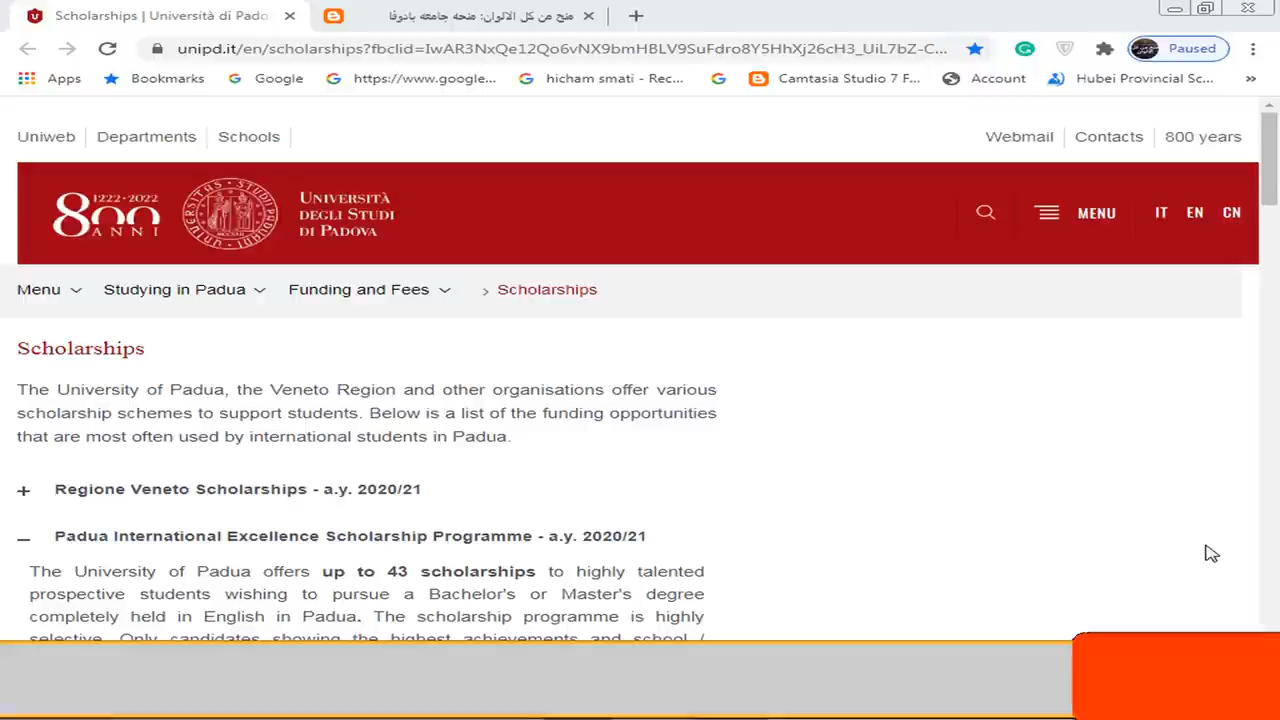 Scholarships | Università di Pado
منح من كل الالوان: منحه جامعه بادوفا
unipd.it/en/scholarships?fbclid=IwAR3NxQe12Qo6vNX9bmHBLV9SuFdro8Y5HhXj26cH3_UiL7bZ-C...
Paused
Apps
Bookmarks
Google
https://www.google...
hicham smati - Rec...
Camtasia Studio 7 F...
Account
Hubei Provincial Sc...
»
Uniweb
Departments
Schools
Webmail
Contacts
800 years
1222·2022
800
ANNI
UNIVERSITÀ
DEGLI STUDI
DI PADOVA
MENU
IT EN CN
Menu
Studying in Padua
Funding and Fees
> Scholarships
Scholarships
The University of Padua, the Veneto Region and other organisations offer various
scholarship schemes to support students. Below is a list of the funding opportunities
that are most often used by international students in Padua.
+ Regione Veneto Scholarships - a.y. 2020/21
– Padua International Excellence Scholarship Programme - a.y. 2020/21
The University of Padua offers up to 43 scholarships to highly talented
prospective students wishing to pursue a Bachelor's or Master's degree
completely held in English in Padua. The scholarship programme is highly
selective. Only candidates showing the highest achievements and school /